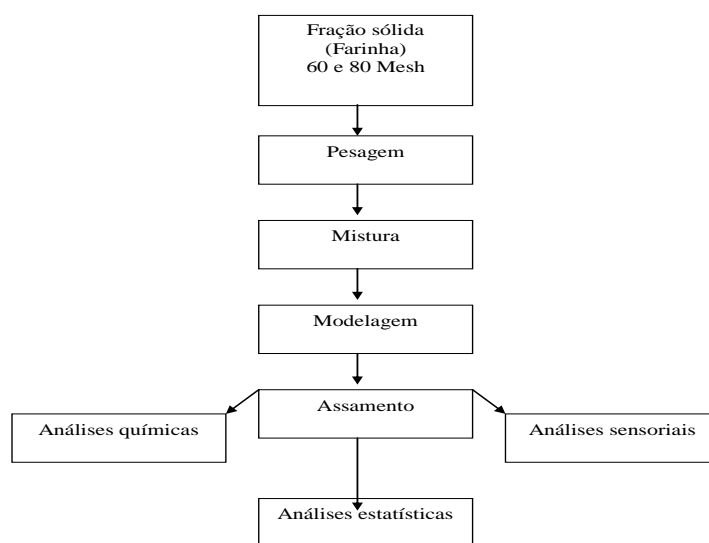 Fração sólida
(Farinha)
60 e 80 Mesh
Pesagem
Mistura
Modelagem
Assamento
Análises químicas
Análises sensoriais
Análises estatísticas